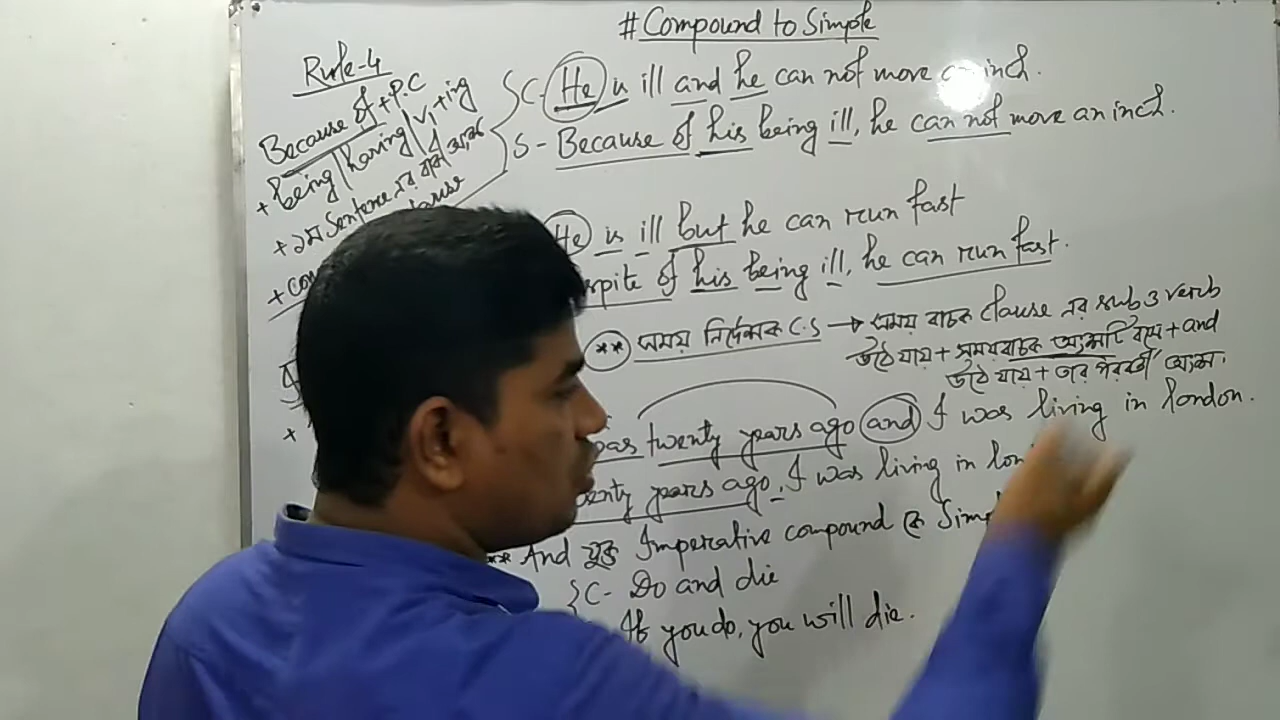 # Compound to Simple
Rule-4
Because of + P.C
+ being/having/V₁+ing
+ ১ম Sentence এর বাকি অংশ
C - He is ill and he can not move an inch.
S - Because of his being ill, he can not move an inch.
He is ill but he can run fast
spite of his being ill, he can run fast.
** সময় নির্দেশক C.S → সময় বাচক clause এর sub ও verb
উঠে যায় + সময়বাচক অংশটি বসে + and
উঠে যায় + তার পরবর্তী অংশ।
was twenty years ago and I was living in london.
twenty years ago, I was living in
** And যুক্ত Imperative compound কে
C - Do and die
If you do, you will die.